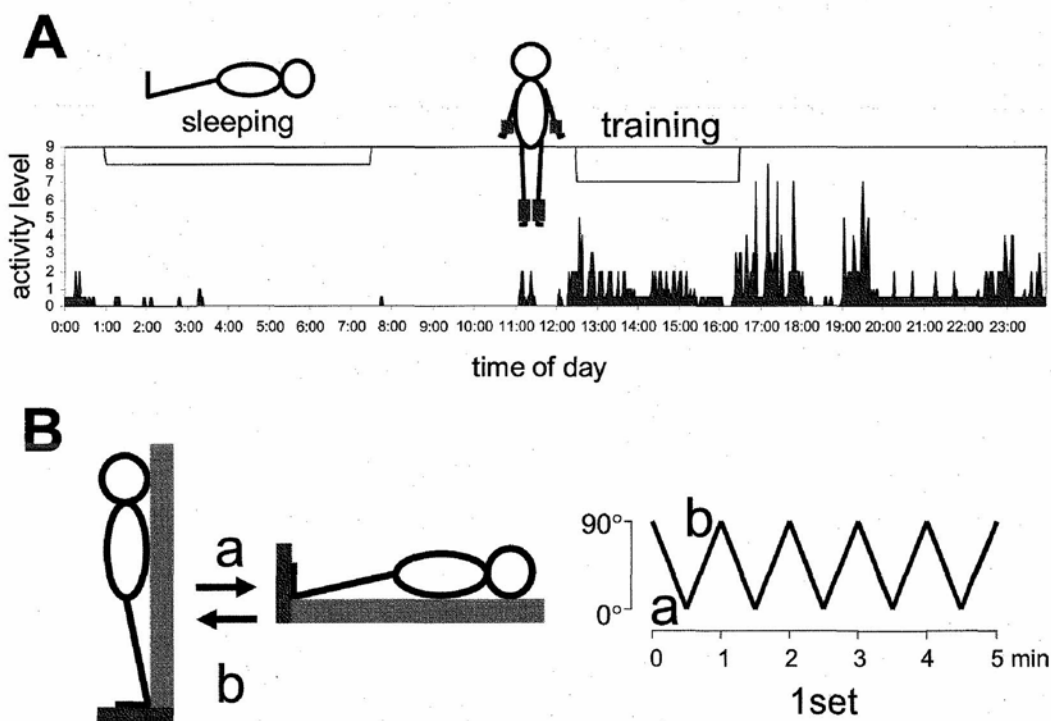 A
sleeping
training
activity level
9
8
7
6
5
4
3
2
1
0
0:00 1:00 2:00 3:00 4:00 5:00 6:00 7:00 8:00 9:00 10:00 11:00 12:00 13:00 14:00 15:00 16:00 17:00 18:00 19:00 20:00 21:00 22:00 23:00
time of day
B
a
b
90°
0°
b
a
0 1 2 3 4 5 min
1set